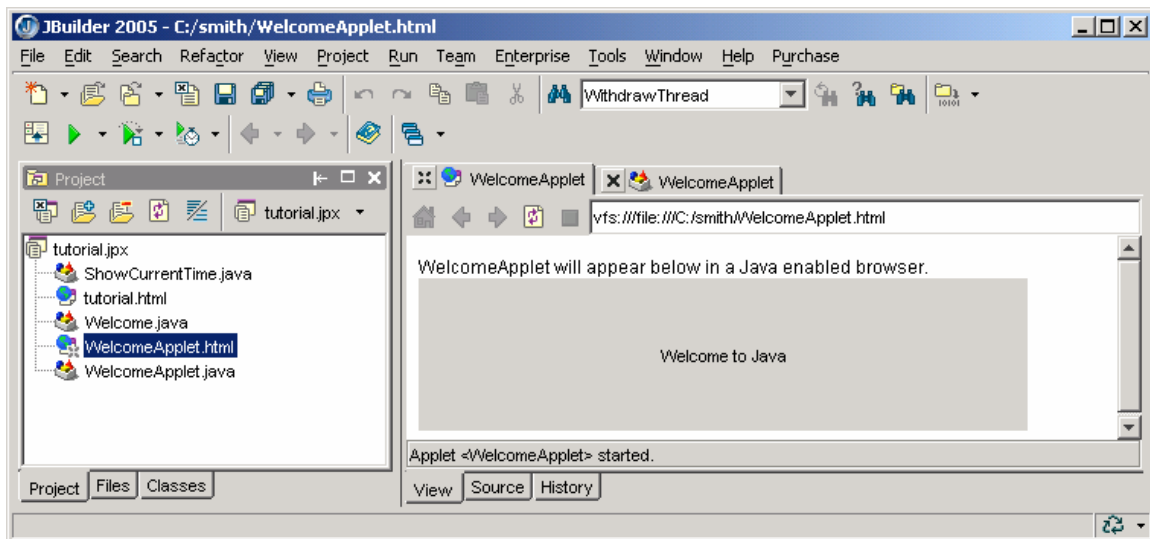 JBuilder 2005 - C:/smith/WelcomeApplet.html
File Edit Search Refactor View Project Run Team Enterprise Tools Window Help Purchase
WithdrawThread
Project
tutorial.jpx
tutorial.jpx
ShowCurrentTime.java
tutorial.html
Welcome.java
WelcomeApplet.html
WelcomeApplet.java
Project Files Classes
WelcomeApplet WelcomeApplet
vfs:///file:///C:/smith/WelcomeApplet.html
WelcomeApplet will appear below in a Java enabled browser.
Welcome to Java
Applet <WelcomeApplet> started.
View Source History